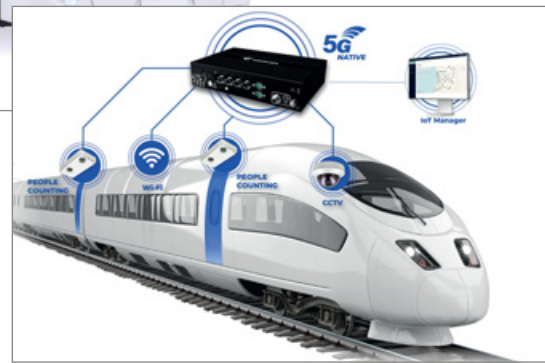 5G
NATIVE
IoT Manager
PEOPLE
COUNTING
Wi-Fi
PEOPLE
COUNTING
CCTV